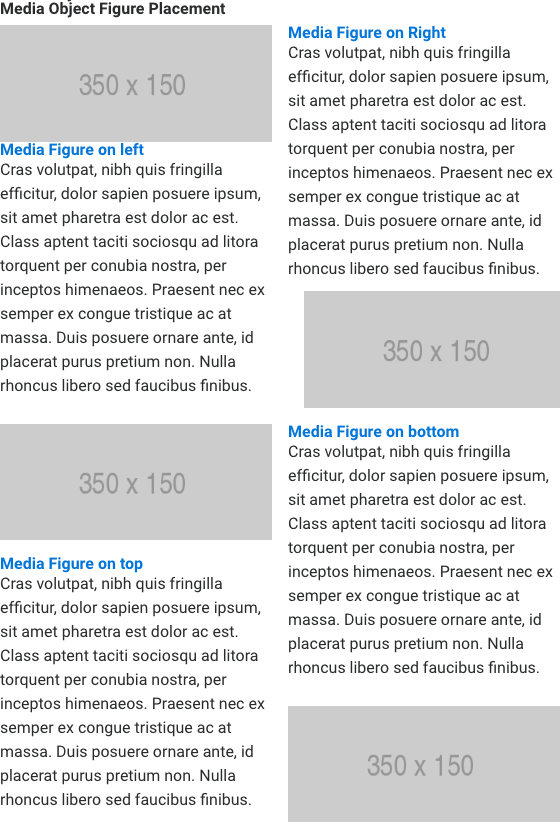 Media Object Figure Placement
350 x 150
Media Figure on left
Cras volutpat, nibh quis fringilla
efficitur, dolor sapien posuere ipsum,
sit amet pharetra est dolor ac est.
Class aptent taciti sociosqu ad litora
torquent per conubia nostra, per
inceptos himenaeos. Praesent nec ex
semper ex congue tristique ac at
massa. Duis posuere ornare ante, id
placerat purus pretium non. Nulla
rhoncus libero sed faucibus finibus.
Media Figure on Right
Cras volutpat, nibh quis fringilla
efficitur, dolor sapien posuere ipsum,
sit amet pharetra est dolor ac est.
Class aptent taciti sociosqu ad litora
torquent per conubia nostra, per
inceptos himenaeos. Praesent nec ex
semper ex congue tristique ac at
massa. Duis posuere ornare ante, id
placerat purus pretium non. Nulla
rhoncus libero sed faucibus finibus.
350 x 150
350 x 150
Media Figure on top
Cras volutpat, nibh quis fringilla
efficitur, dolor sapien posuere ipsum,
sit amet pharetra est dolor ac est.
Class aptent taciti sociosqu ad litora
torquent per conubia nostra, per
inceptos himenaeos. Praesent nec ex
semper ex congue tristique ac at
massa. Duis posuere ornare ante, id
placerat purus pretium non. Nulla
rhoncus libero sed faucibus finibus.
Media Figure on bottom
Cras volutpat, nibh quis fringilla
efficitur, dolor sapien posuere ipsum,
sit amet pharetra est dolor ac est.
Class aptent taciti sociosqu ad litora
torquent per conubia nostra, per
inceptos himenaeos. Praesent nec ex
semper ex congue tristique ac at
massa. Duis posuere ornare ante, id
placerat purus pretium non. Nulla
rhoncus libero sed faucibus finibus.
350 x 150